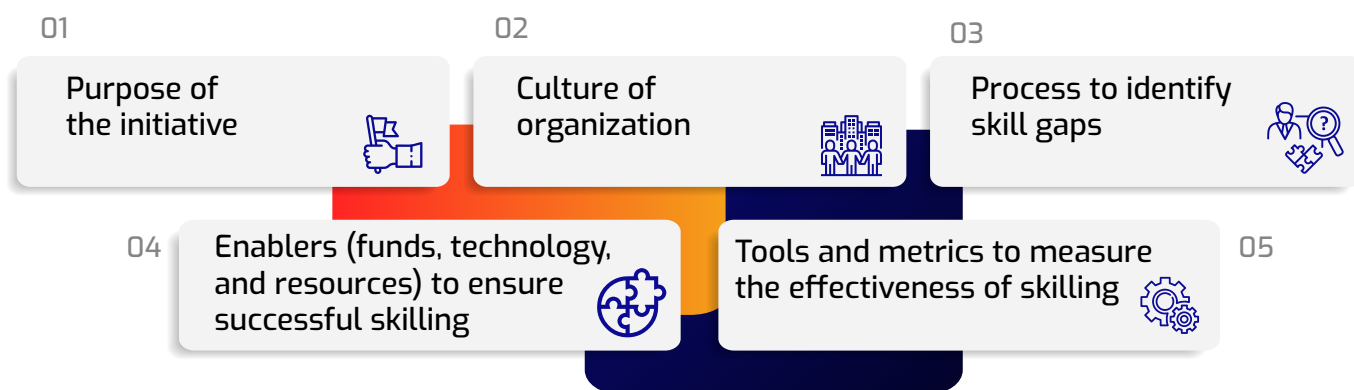 01
Purpose of
the initiative
02
Culture of
organization
03
Process to identify
skill gaps
?
04
Enablers (funds, technology,
and resources) to ensure
successful skilling
Tools and metrics to measure
the effectiveness of skilling
05